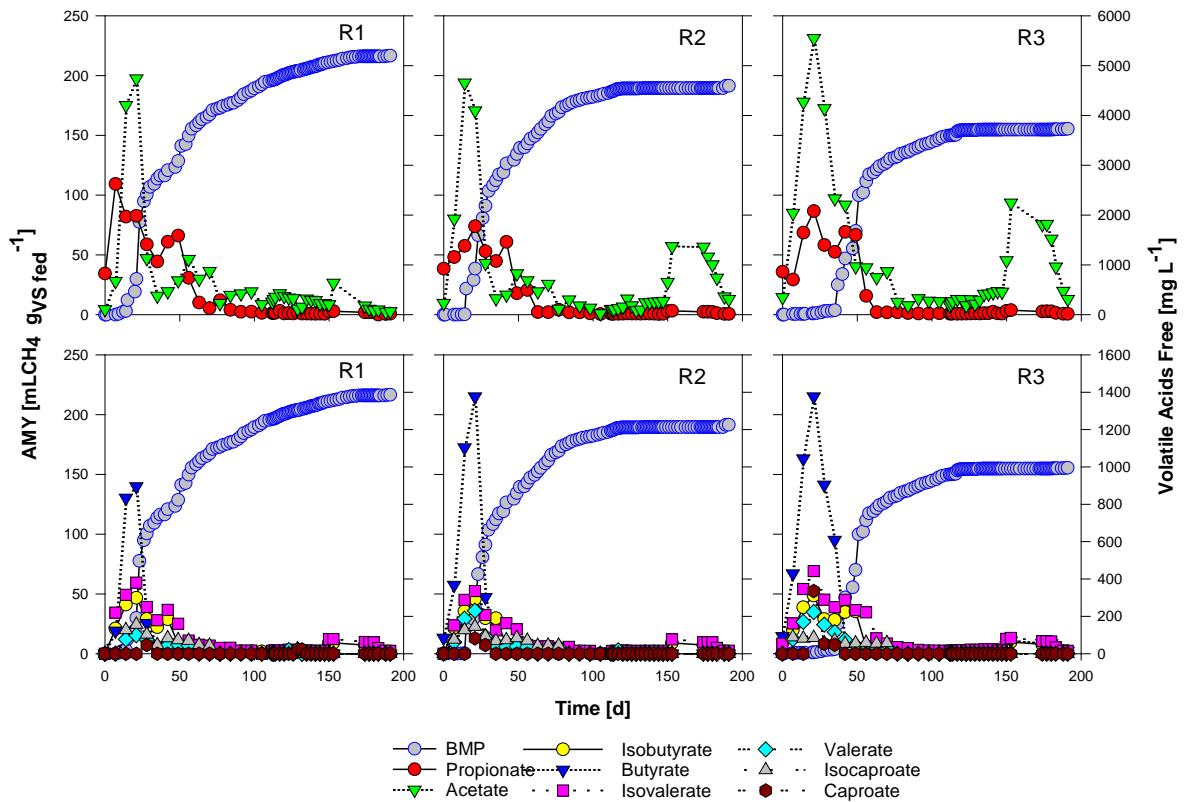 R1
R2
R3
250
200
150
100
50
0
6000
5000
4000
3000
2000
1000
0
R1
R2
R3
250
200
150
100
50
0
1600
1400
1200
1000
800
600
400
200
0
0 50 100 150 200
0 50 100 150 200
0 50 100 150 200
AMY [mLCH4 gVS fed-1]
Volatile Acids Free [mg L-1]
Time [d]
BMP
Propionate
Acetate
Isobutyrate
Butyrate
Isovalerate
Valerate
Isocaproate
Caproate